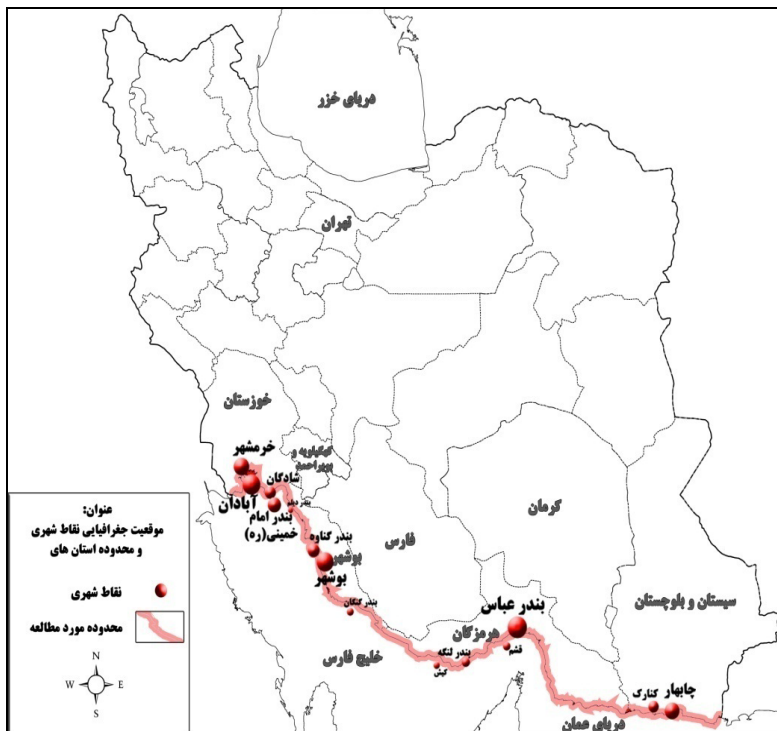 دریای خزر
تهران
خوزستان
کهگیلویه و
بویراحمد
خرمشهر
شادگان
آبادان
بندر امام
خمینی(ره)
بندر دیلم
بندر گناوه
بوشهر
بوشهر
بندر کنگان
فارس
کرمان
سیستان و بلوچستان
بندر عباس
هرمزگان
قشم
بندر لنگه
کیش
خلیج فارس
چابهار
کنارک
دریای عمان
عنوان:
موقعیت جغرافیایی نقاط شهری
و محدوده استان های
نقاط شهری
محدوده مورد مطالعه
N
W
E
S